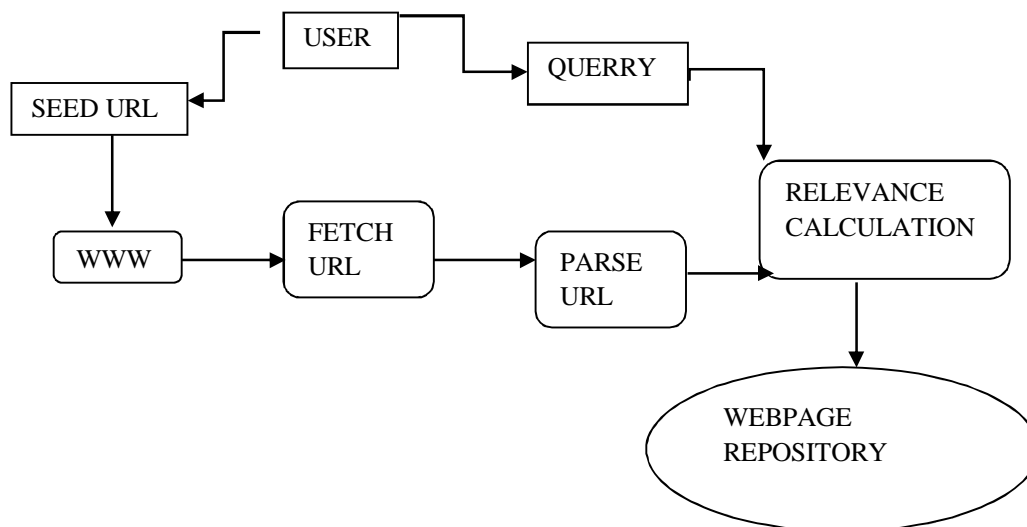 USER
QUERRY
SEED URL
RELEVANCE
CALCULATION
WWW
FETCH
URL
PARSE
URL
WEBPAGE
REPOSITORY